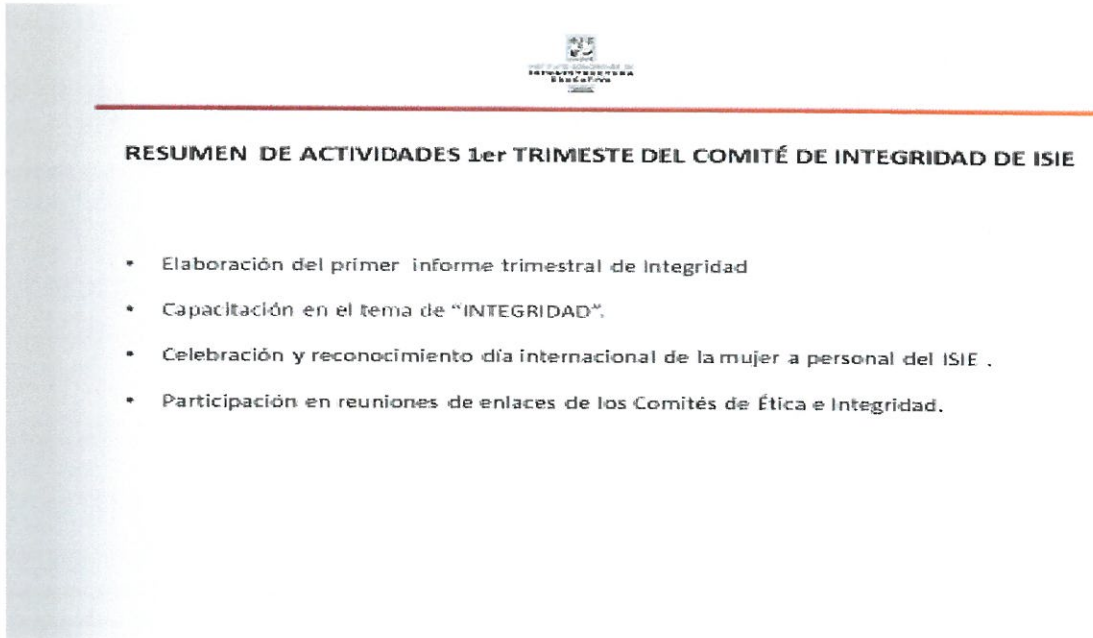 INFRAESTRUCTURA
Educativa
RESUMEN DE ACTIVIDADES 1er TRIMESTE DEL COMITÉ DE INTEGRIDAD DE ISIE
• Elaboración del primer informe trimestral de Integridad
• Capacitación en el tema de “INTEGRIDAD”.
• Celebración y reconocimiento día internacional de la mujer a personal del ISIE .
• Participación en reuniones de enlaces de los Comités de Ética e Integridad.